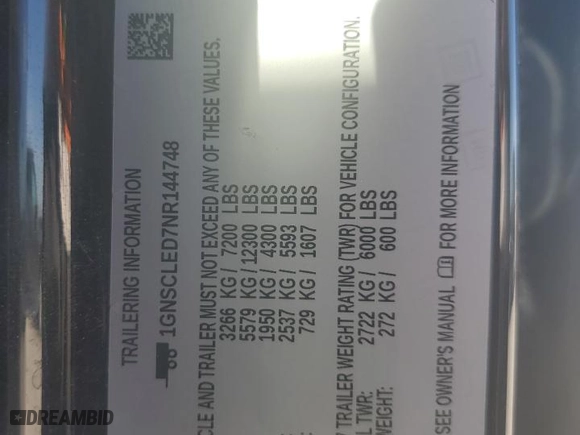 TRAILERING INFORMATION
1GNSCLED7NR144748
CLE AND TRAILER MUST NOT EXCEED ANY OF THESE VALUES.
3266 KG / 7200 LBS
5579 KG / 12300 LBS
1950 KG / 4300 LBS
2537 KG / 5593 LBS
729 KG / 1607 LBS
TRAILER WEIGHT RATING (TWR) FOR VEHICLE CONFIGURATION.
L TWR: 2722 KG / 6000 LBS
WEIGHT: 272 KG / 600 LBS
SEE OWNER'S MANUAL FOR MORE INFORMATION
DREAMBID